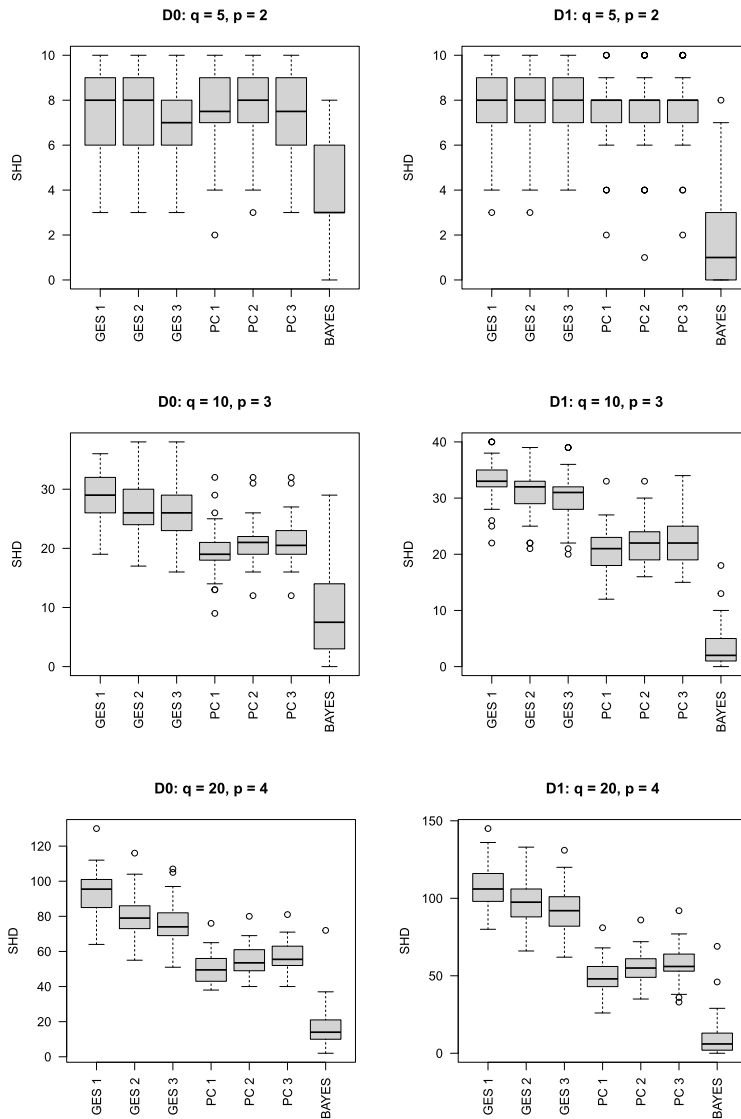 D0: q = 5, p = 2
SHD
10
8
6
4
2
0
GES 1
GES 2
GES 3
PC 1
PC 2
PC 3
BAYES
D1: q = 5, p = 2
SHD
10
8
6
4
2
0
GES 1
GES 2
GES 3
PC 1
PC 2
PC 3
BAYES
D0: q = 10, p = 3
SHD
30
20
10
0
GES 1
GES 2
GES 3
PC 1
PC 2
PC 3
BAYES
D1: q = 10, p = 3
SHD
40
30
20
10
0
GES 1
GES 2
GES 3
PC 1
PC 2
PC 3
BAYES
D0: q = 20, p = 4
SHD
120
100
80
60
40
20
0
GES 1
GES 2
GES 3
PC 1
PC 2
PC 3
BAYES
D1: q = 20, p = 4
SHD
150
100
50
0
GES 1
GES 2
GES 3
PC 1
PC 2
PC 3
BAYES